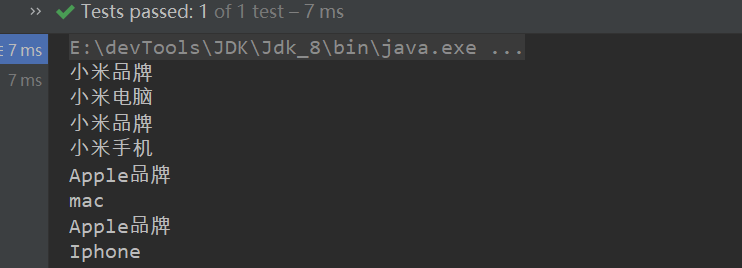 ›› ✔ Tests passed: 1 of 1 test – 7 ms
7 ms E:\devTools\JDK\Jdk_8\bin\java.exe ...
7 ms 小米品牌
小米电脑
小米品牌
小米手机
Apple品牌
mac
Apple品牌
Iphone